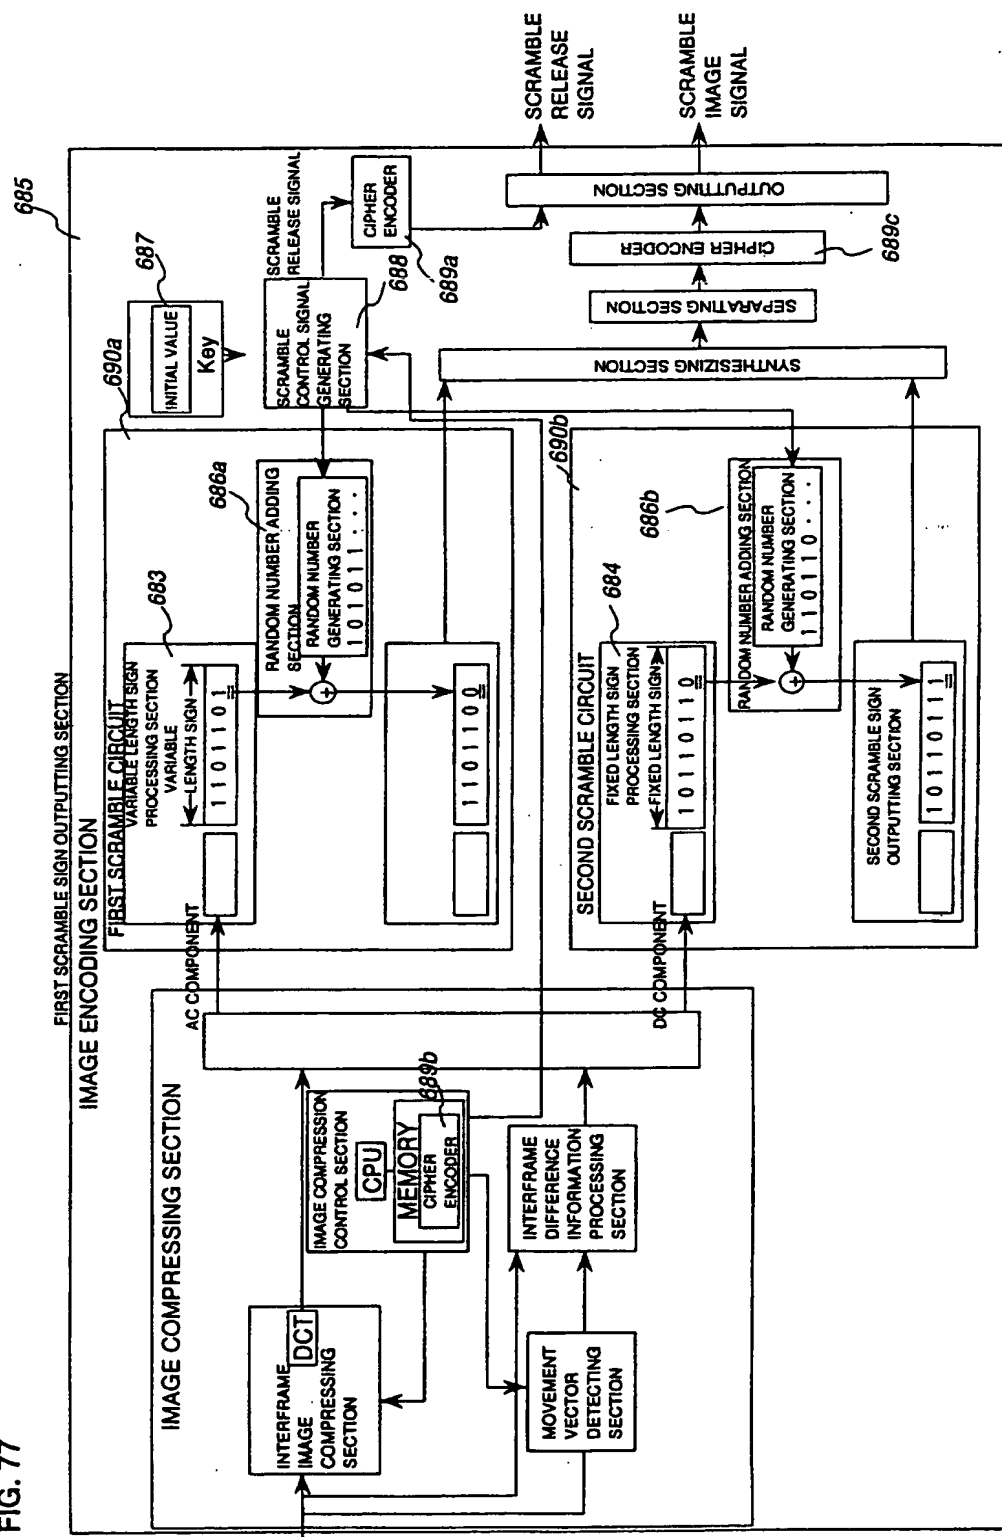 FIG. 77
FIRST SCRAMBLE SIGN OUTPUTTING SECTION
685
IMAGE ENCODING SECTION
IMAGE COMPRESSING SECTION
INTERFRAME
IMAGE
DCT
COMPRESSING
SECTION
IMAGE COMPRESSION
CONTROL SECTION
CPU
MEMORY
CIPHER
ENCODER
689b
MOVEMENT
VECTOR
DETECTING
SECTION
INTERFRAME
DIFFERENCE
INFORMATION
PROCESSING
SECTION
AC COMPONENT
DC COMPONENT
FIRST SCRAMBLE CIRCUIT
690a
VARIABLE LENGTH SIGN
PROCESSING SECTION
683
VARIABLE
LENGTH SIGN
1 1 0 1 1 0 1
RANDOM NUMBER ADDING
SECTION
686a
RANDOM NUMBER
GENERATING SECTION
1 0 1 0 1 1 . . .
+
1 1 0 1 1 0 0
INITIAL VALUE
687
Key
SCRAMBLE
CONTROL SIGNAL
GENERATING
SECTION
688
SCRAMBLE
RELEASE SIGNAL
CIPHER
ENCODER
689a
SECOND SCRAMBLE CIRCUIT
690b
FIXED LENGTH SIGN
PROCESSING SECTION
684
FIXED LENGTH SIGN
1 0 1 1 0 1 1 0
RANDOM NUMBER ADDING SECTION
686b
RANDOM NUMBER
GENERATING SECTION
1 1 0 1 1 0 . . .
+
SECOND SCRAMBLE SIGN
OUTPUTTING SECTION
1 0 1 1 0 1 1 1
SYNTHESIZING SECTION
SEPARATING SECTION
CIPHER ENCODER
689c
OUTPUTTING SECTION
SCRAMBLE
RELEASE
SIGNAL
SCRAMBLE
IMAGE
SIGNAL